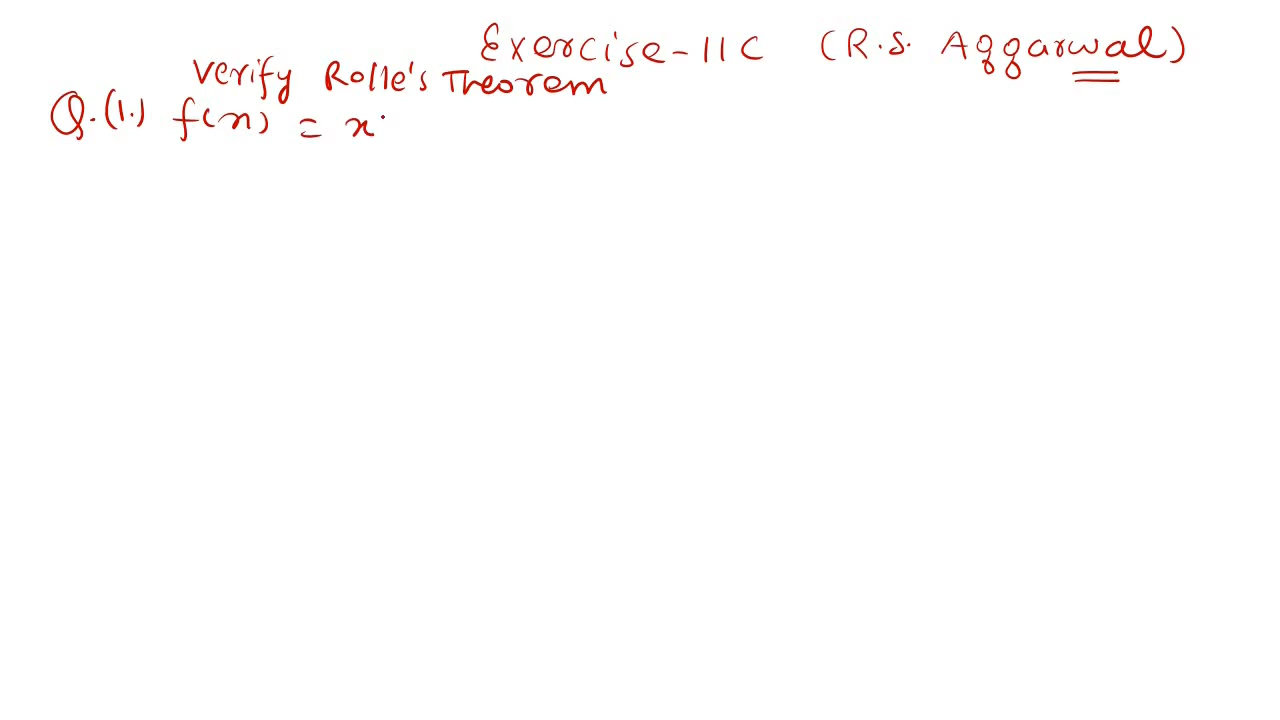 Exercise-11C (R.S. Aggarwal)
Verify Rolle's Theorem
Q.(1.) f(x) = x